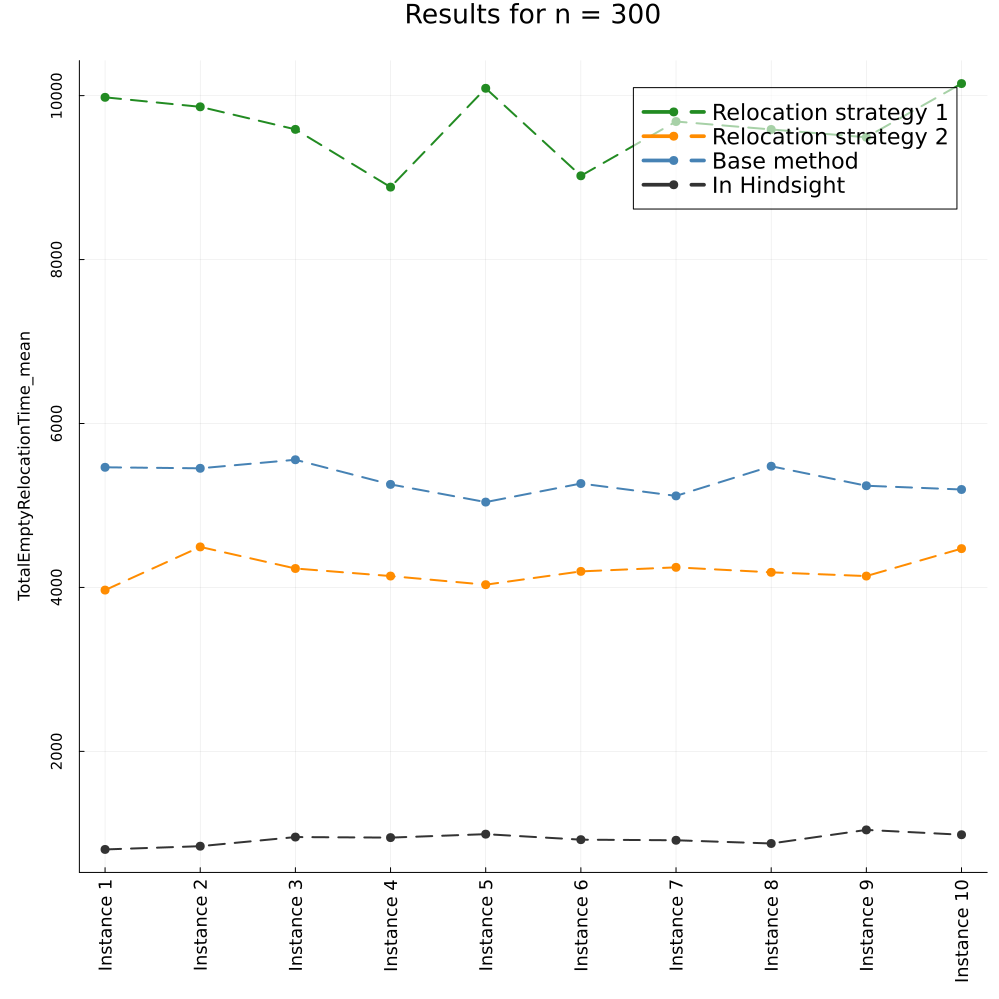 Results for n = 300
Relocation strategy 1
Relocation strategy 2
Base method
In Hindsight
TotalEmptyRelocationTime_mean
10000
8000
6000
4000
2000
Instance 1
Instance 2
Instance 3
Instance 4
Instance 5
Instance 6
Instance 7
Instance 8
Instance 9
Instance 10